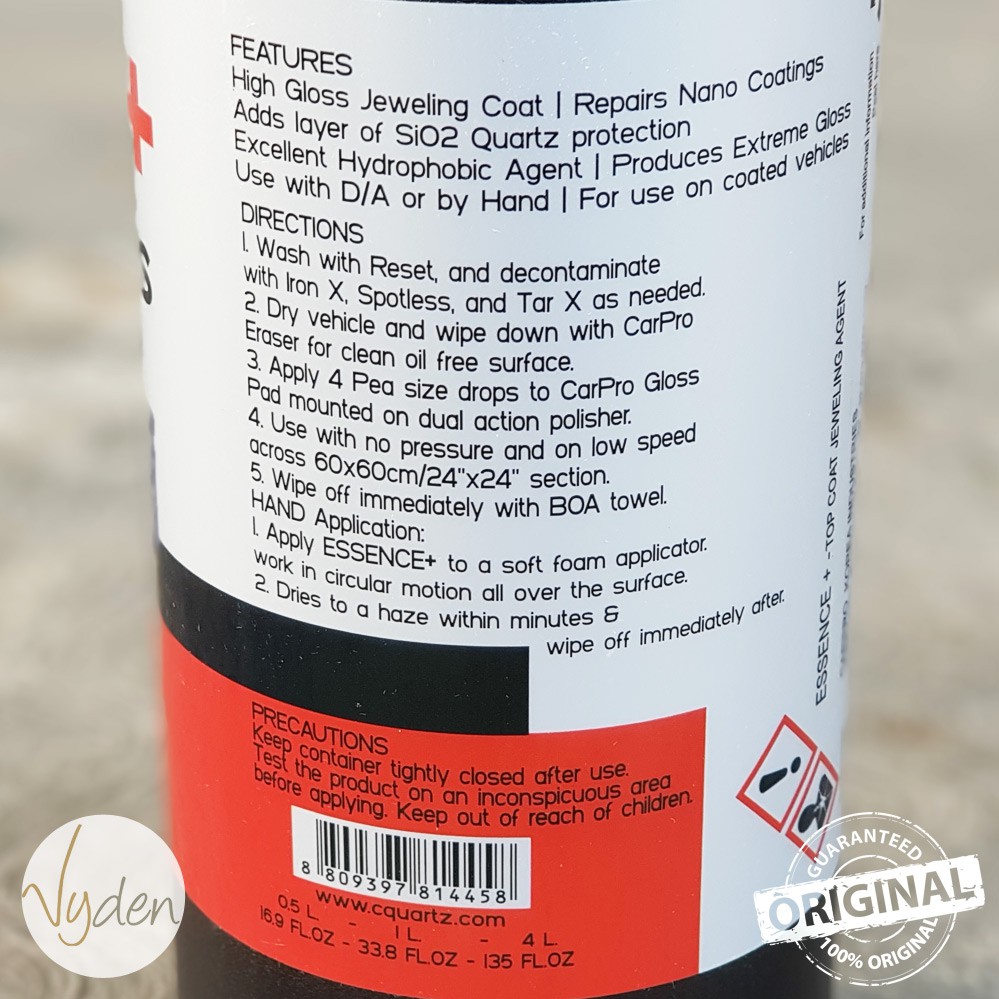 FEATURES
High Gloss Jeweling Coat | Repairs Nano Coatings
Adds layer of SiO2 Quartz protection
Excellent Hydrophobic Agent | Produces Extreme Gloss
Use with D/A or by Hand | For use on coated vehicles
DIRECTIONS
1. Wash with Reset, and decontaminate
with Iron X, Spotless, and Tar X as needed.
2. Dry vehicle and wipe down with CarPro
Eraser for clean oil free surface.
3. Apply 4 Pea size drops to CarPro Gloss
Pad mounted on dual action polisher.
4. Use with no pressure and on low speed
across 60x60cm/24"x24" section.
5. Wipe off immediately with BOA towel.
HAND Application:
1. Apply ESSENCE+ to a soft foam applicator.
work in circular motion all over the surface.
2. Dries to a haze within minutes &
wipe off immediately after.
PRECAUTIONS
Keep container tightly closed after use.
Test the product on an inconspicuous area
before applying. Keep out of reach of children.
8 809397 814458
www.cquartz.com
0.5 L - 1 L - 4 L
16.9 FL.OZ - 33.8 FL.OZ - 135 FL.OZ
For additional information
ESSENCE + -TOP COAT JEWELING AGENT
Vyden
GUARANTEED
ORIGINAL
100% ORIGINAL